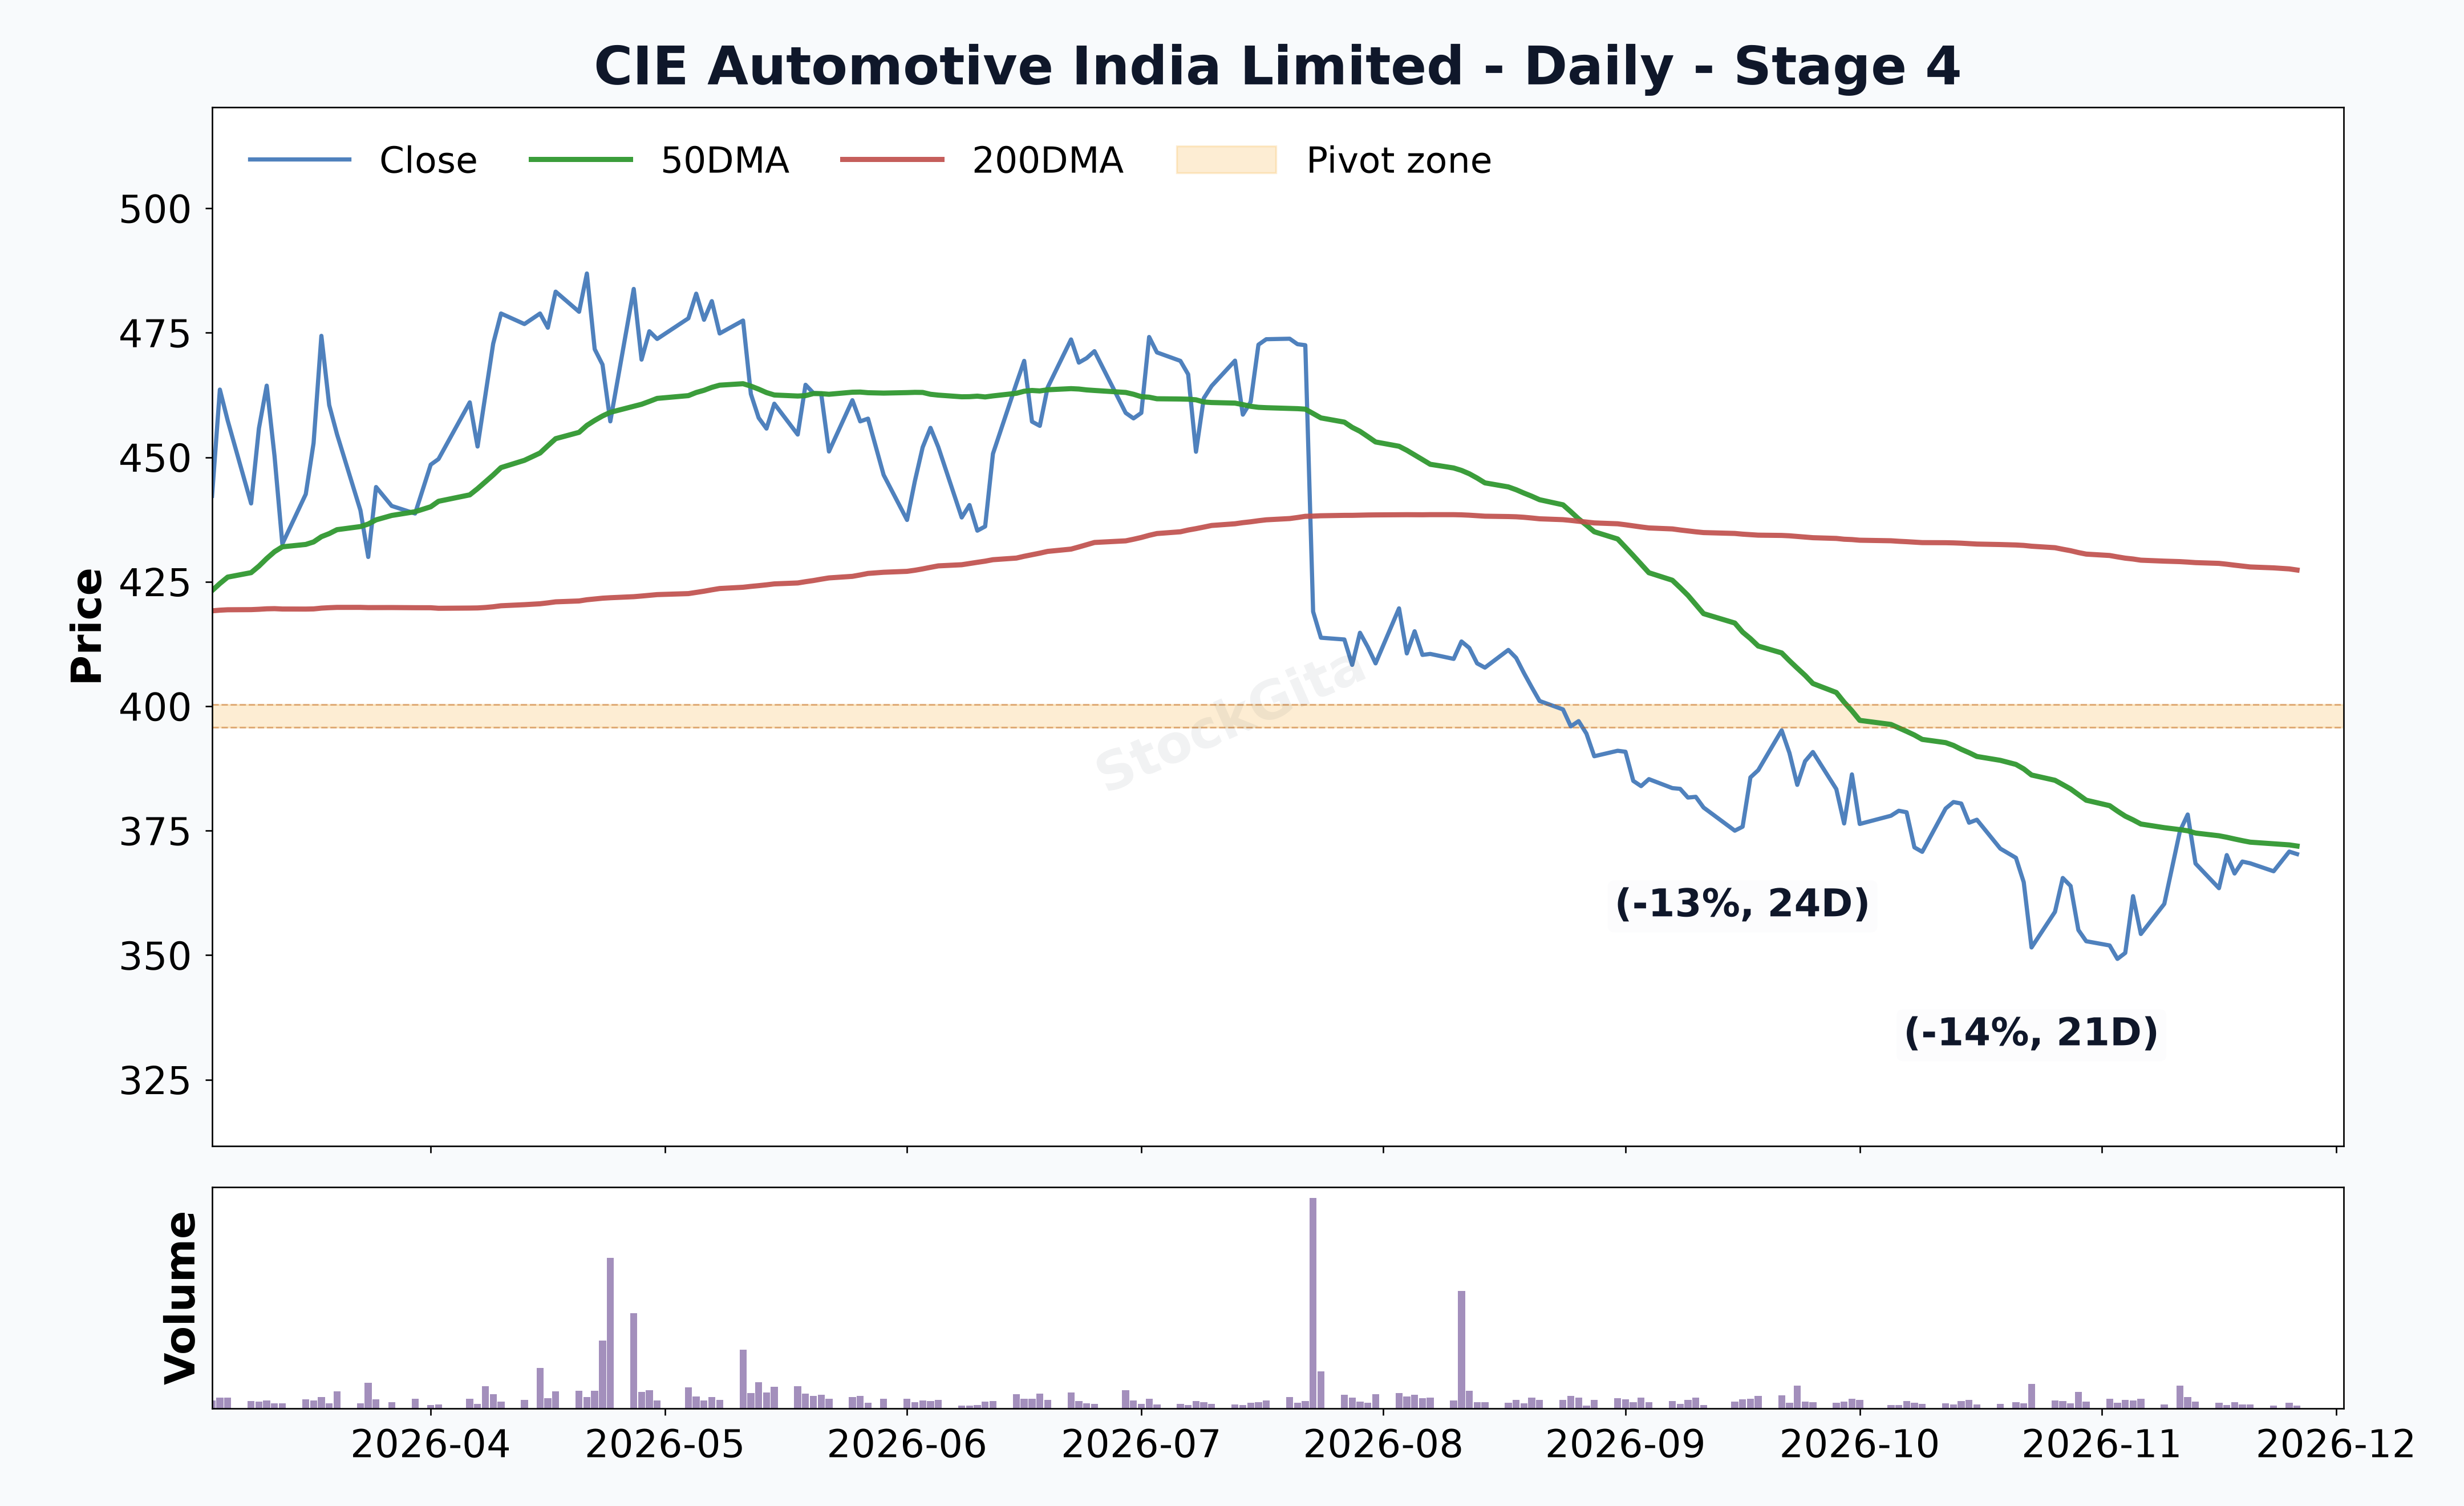 CIE Automotive India Limited - Daily - Stage 4
Close 50DMA 200DMA Pivot zone
500
475
450
425
400
375
350
325
Price
StockGita
(-13%, 24D)
(-14%, 21D)
Volume
2026-04 2026-05 2026-06 2026-07 2026-08 2026-09 2026-10 2026-11 2026-12